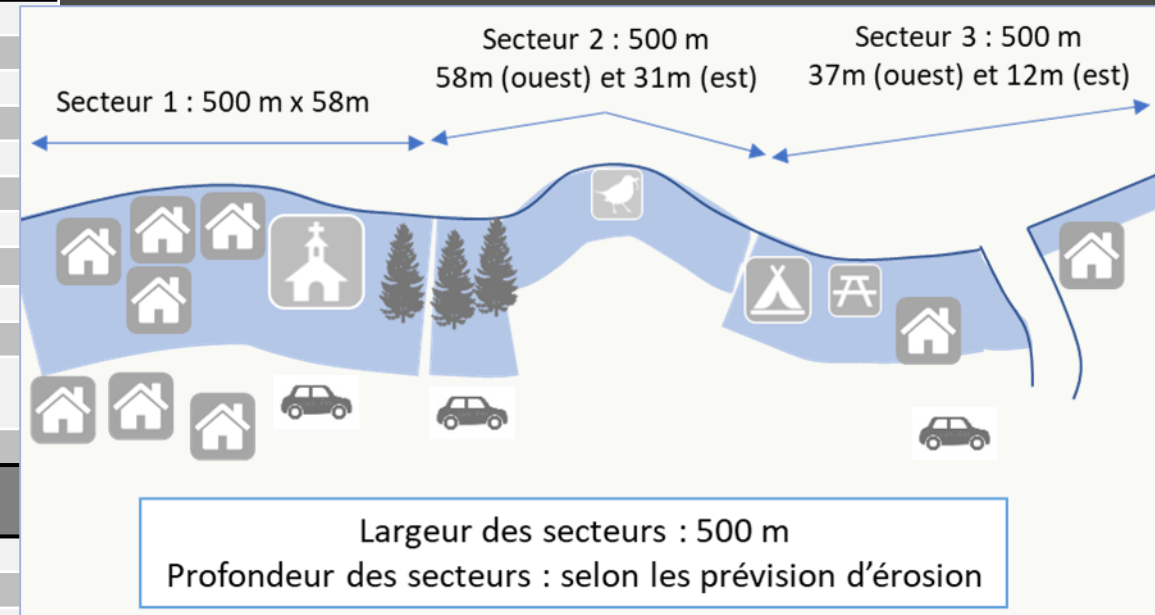 Secteur 1 : 500 m x 58m
Secteur 2 : 500 m
58m (ouest) et 31m (est)
Secteur 3 : 500 m
37m (ouest) et 12m (est)
Largeur des secteurs : 500 m
Profondeur des secteurs : selon les prévision d'érosion